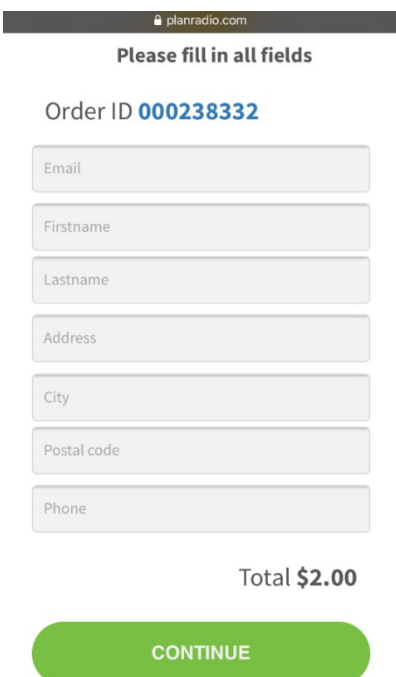 planradio.com
Please fill in all fields
Order ID 000238332
Email
Firstname
Lastname
Address
City
Postal code
Phone
Total $2.00
CONTINUE